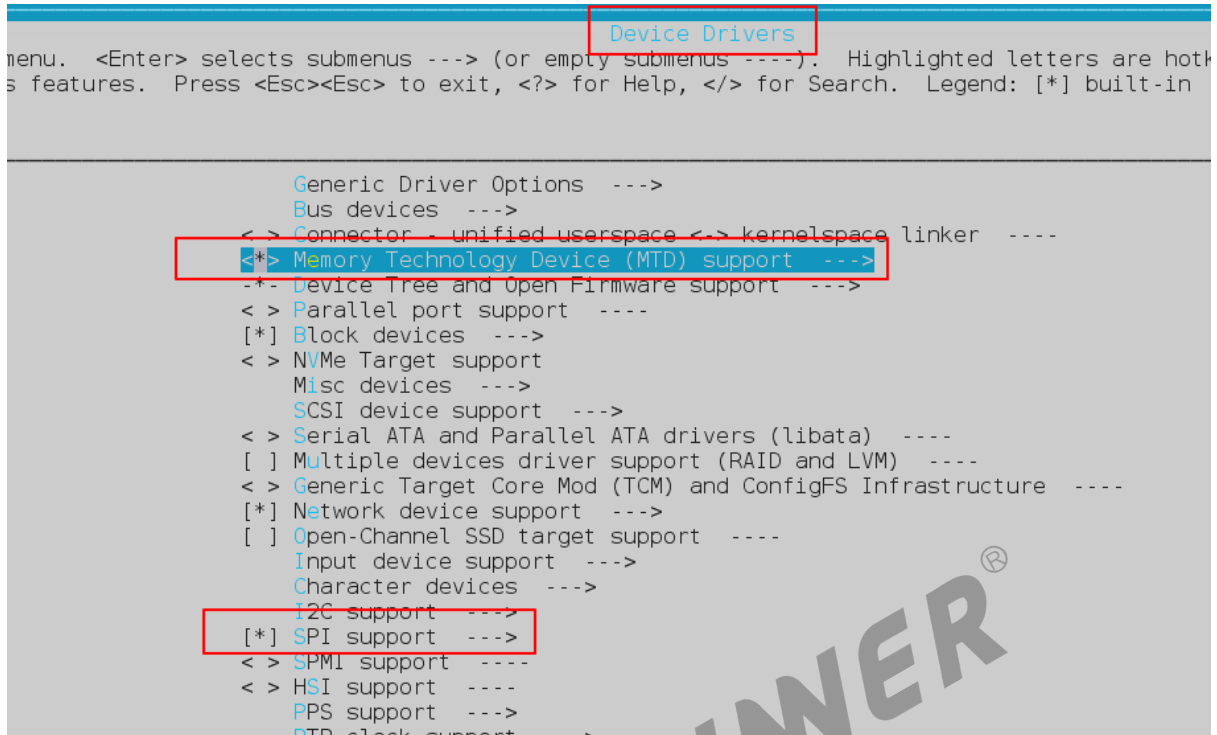 Device Drivers
menu. <Enter> selects submenus ---> (or empty submenus ----). Highlighted letters are hotk
s features. Press <Esc><Esc> to exit, <?> for Help, </> for Search. Legend: [*] built-in
Generic Driver Options --->
Bus devices --->
< > Connector - unified userspace <-> kernelspace linker ----
<*> Memory Technology Device (MTD) support --->
-*- Device Tree and Open Firmware support --->
< > Parallel port support ----
[*] Block devices --->
< > NVMe Target support
Misc devices --->
SCSI device support --->
< > Serial ATA and Parallel ATA drivers (libata) ----
[ ] Multiple devices driver support (RAID and LVM) ----
< > Generic Target Core Mod (TCM) and ConfigFS Infrastructure ----
[*] Network device support --->
[ ] Open-Channel SSD target support ----
Input device support --->
Character devices --->
I2C support --->
[*] SPI support --->
< > SPMI support ----
< > HSI support ----
PPS support --->
PTP clock support
NER®